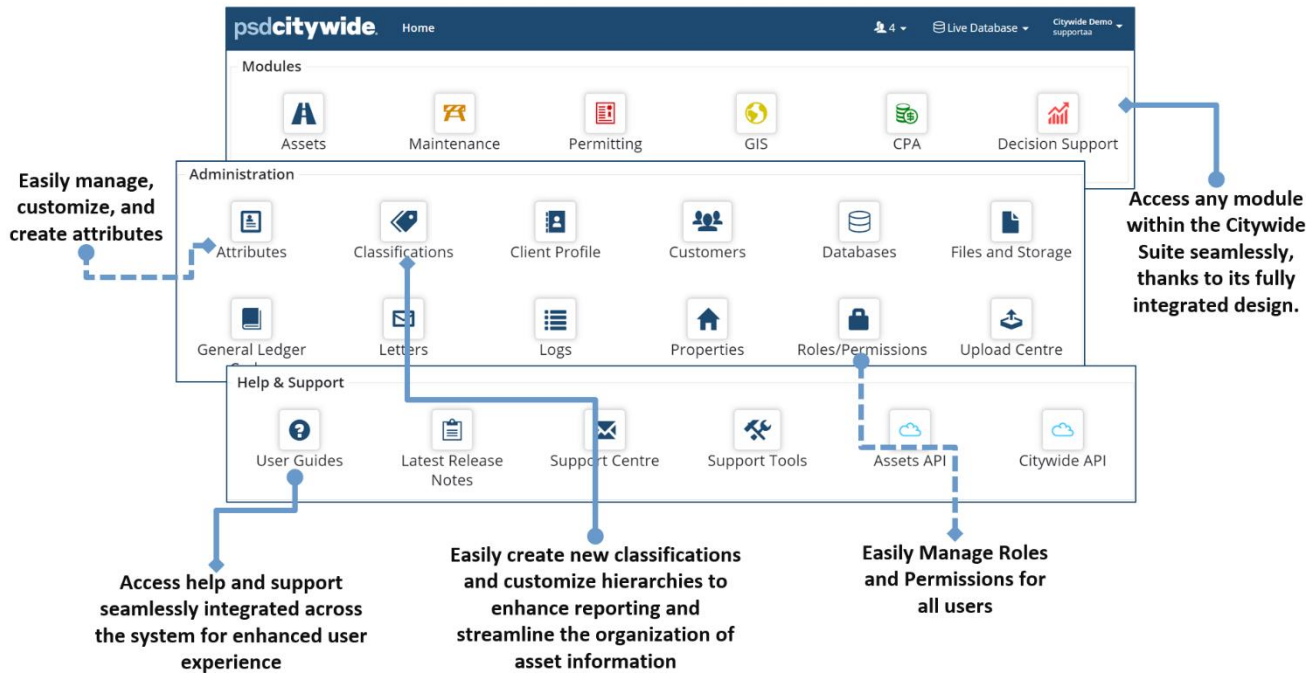 psdcitywide. Home 4 Live Database Citywide Demo
supportaa
Modules
Assets Maintenance Permitting GIS CPA Decision Support
Administration
Attributes Classifications Client Profile Customers Databases Files and Storage
General Ledger Letters Logs Properties Roles/Permissions Upload Centre
Help & Support
User Guides Latest Release Support Centre Support Tools Assets API Citywide API
Notes
Easily manage,
customize, and
create attributes
Access any module
within the Citywide
Suite seamlessly,
thanks to its fully
integrated design.
Access help and support
seamlessly integrated across
the system for enhanced user
experience
Easily create new classifications
and customize hierarchies to
enhance reporting and
streamline the organization of
asset information
Easily Manage Roles
and Permissions for
all users